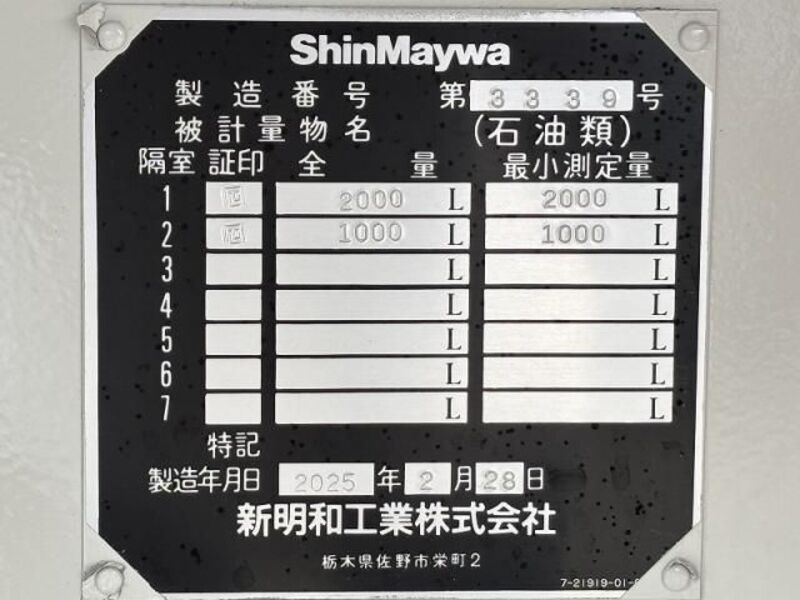 ShinMaywa
製造番号 第 3339 号
被計量物名 (石油類)
隔室 証印 全量 最小測定量
1 2000 L 2000 L
2 1000 L 1000 L
3 L L
4 L L
5 L L
6 L L
7 L L
特記
製造年月日 2025 年 2 月 28 日
新明和工業株式会社
栃木県佐野市栄町2
7-21919-01-